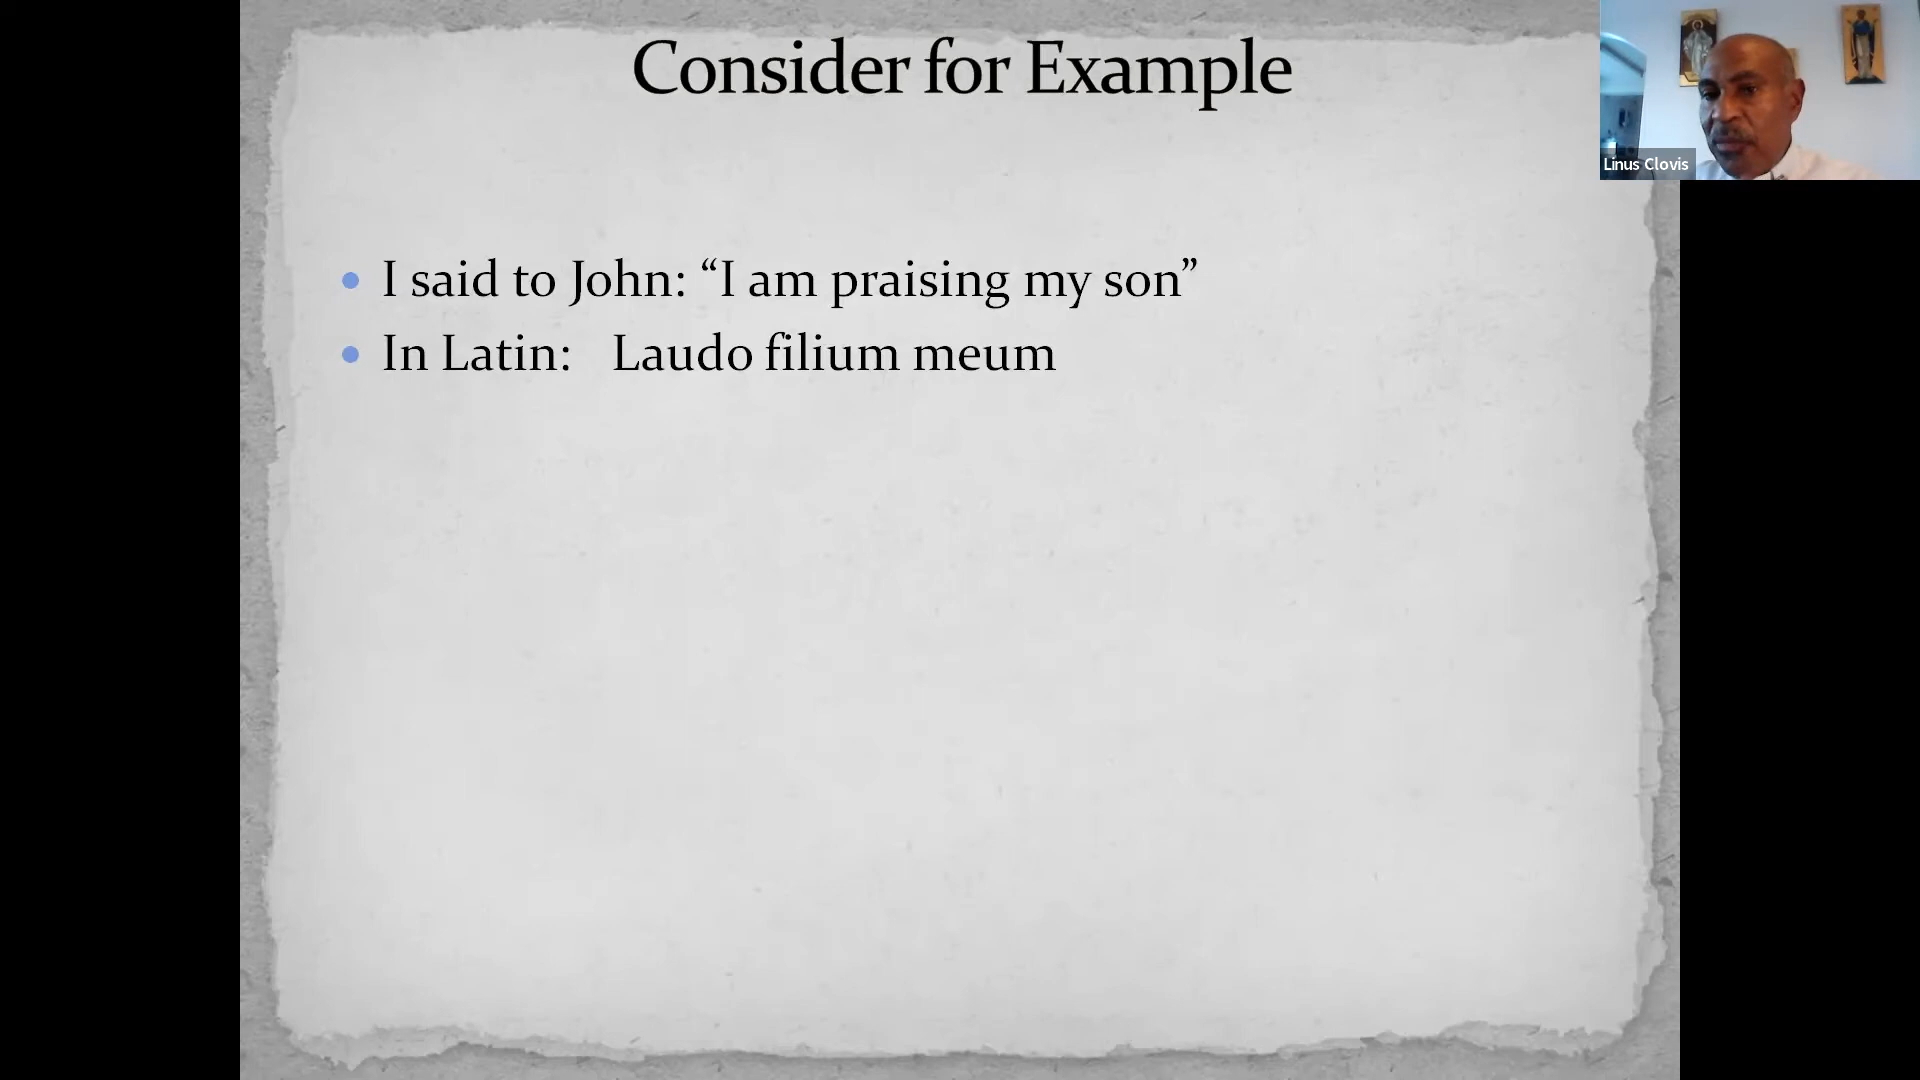 Consider for Example
Linus Clovis
• I said to John: “I am praising my son”
• In Latin: Laudo filium meum